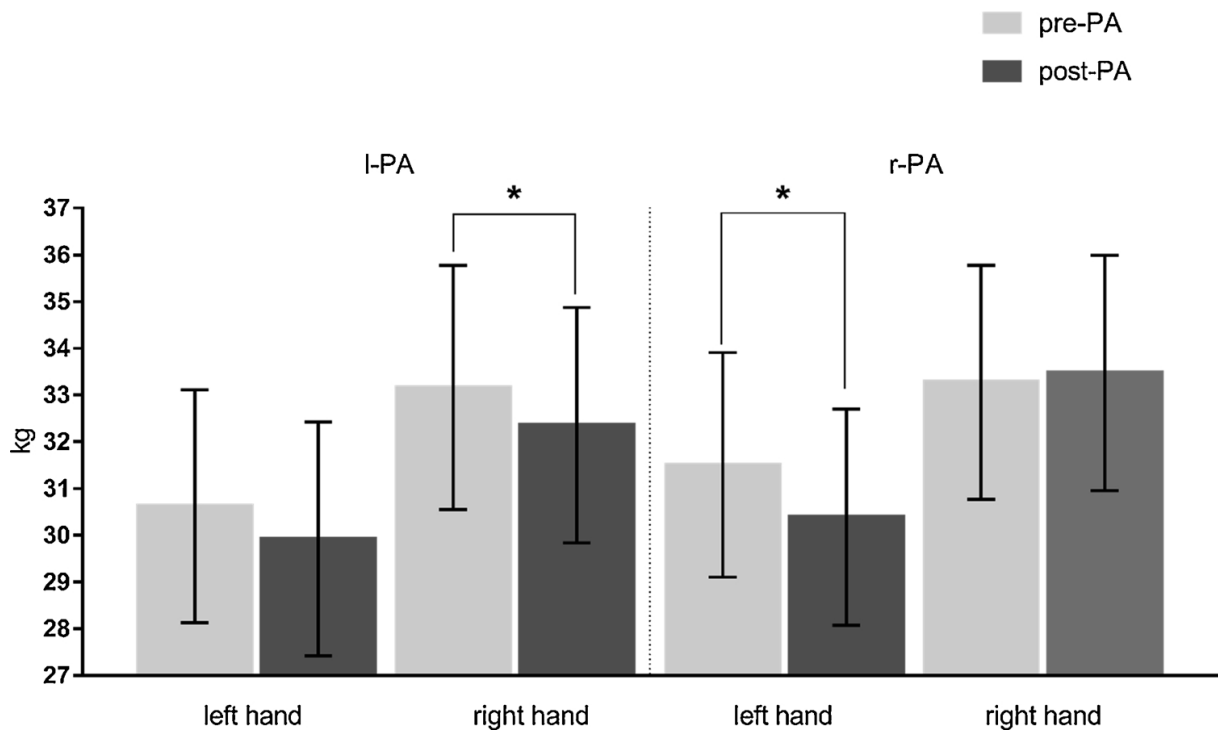 pre-PA
post-PA
l-PA
r-PA
*
*
kg
37
36
35
34
33
32
31
30
29
28
27
left hand
right hand
left hand
right hand